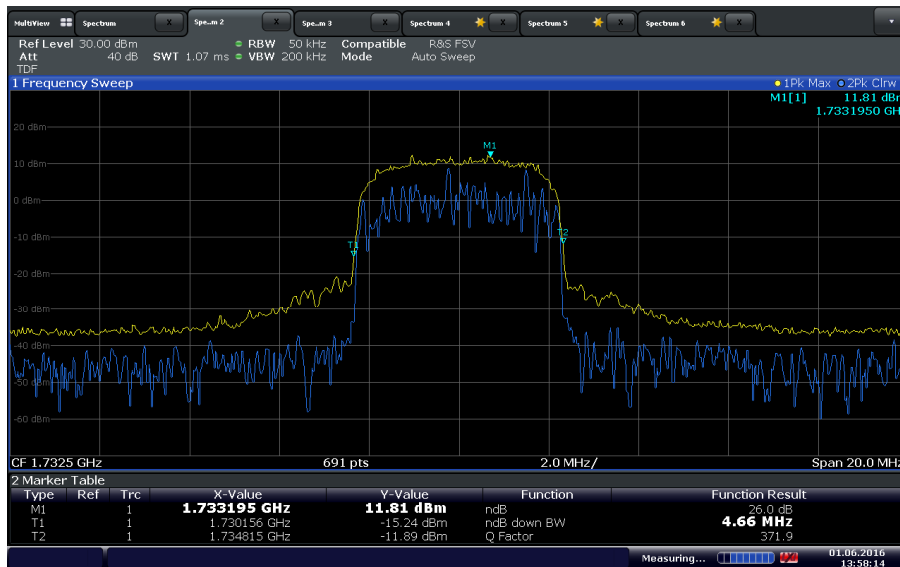 MultiView Spectrum X Spe...m 2 X Spe...m 3 X Spectrum 4 X Spectrum 5 X Spectrum 6 X
Ref Level 30.00 dBm RBW 50 kHz Compatible R&S FSV
Att 40 dB SWT 1.07 ms VBW 200 kHz Mode Auto Sweep
TDF
1 Frequency Sweep 1Pk Max 2Pk Clrw
M1[1] 11.81 dBm
1.7331950 GH
20 dBm
M1
10 dBm
0 dBm
T2
-10 dBm
T1
-20 dBm
-30 dBm
-40 dBm
-50 dBm
-60 dBm
CF 1.7325 GHz 691 pts 2.0 MHz/ Span 20.0 MHz
2 Marker Table
Type Ref Trc X-Value Y-Value Function Function Result
M1 1 1.733195 GHz 11.81 dBm ndB 26.0 dB
T1 1 1.730156 GHz -15.24 dBm ndB down BW 4.66 MHz
T2 1 1.734815 GHz -11.89 dBm Q Factor 371.9
Measuring... 01.06.2016
13:58:14